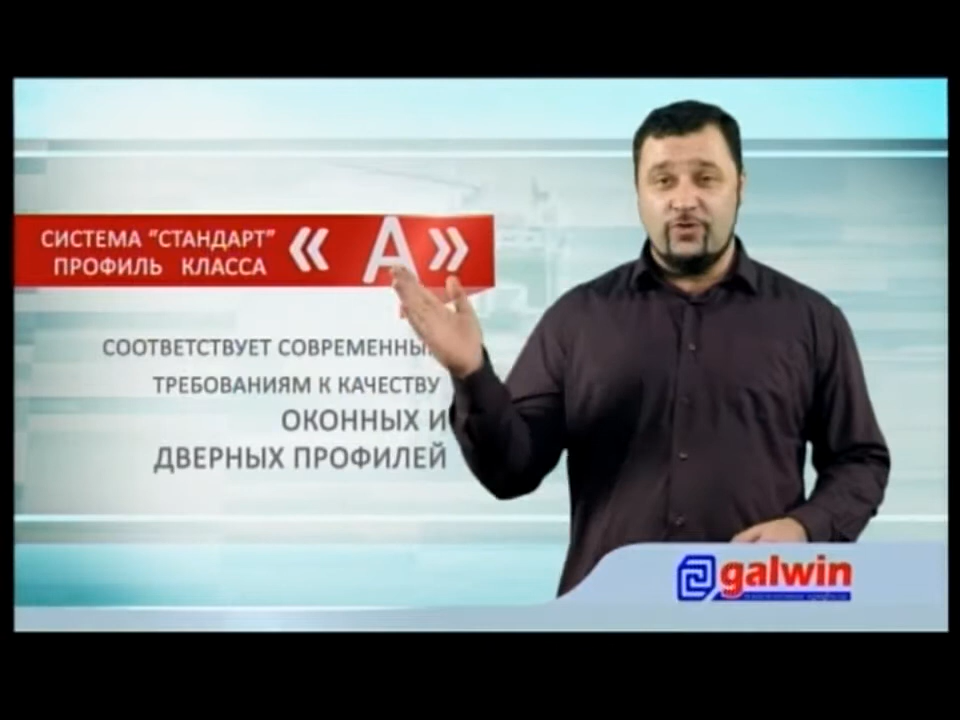 СИСТЕМА "СТАНДАРТ"
ПРОФИЛЬ КЛАССА
« А »
СООТВЕТСТВУЕТ СОВРЕМЕННЫ
ТРЕБОВАНИЯМ К КАЧЕСТВУ
ОКОННЫХ И
ДВЕРНЫХ ПРОФИЛЕЙ
galwin